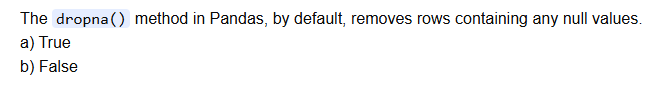 The dropna() method in Pandas, by default, removes rows containing any null values.
a) True
b) False